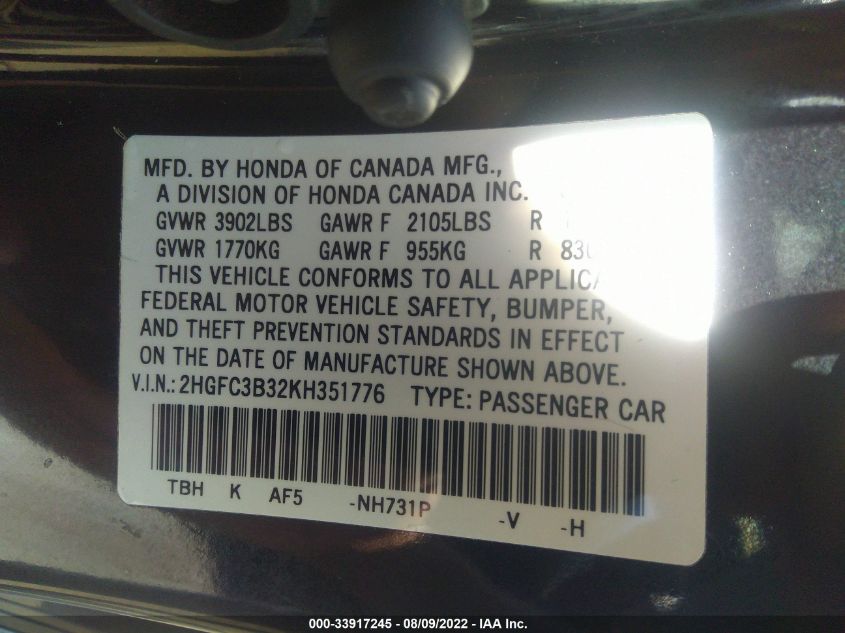 MFD. BY HONDA OF CANADA MFG.,
A DIVISION OF HONDA CANADA INC.
GVWR 3902LBS GAWR F 2105LBS R
GVWR 1770KG GAWR F 955KG R
THIS VEHICLE CONFORMS TO ALL
FEDERAL MOTOR VEHICLE SAFETY, BUMPER,
AND THEFT PREVENTION STANDARDS IN EFFECT
ON THE DATE OF MANUFACTURE SHOWN ABOVE.
V.I.N.: 2HGFC3B32KH351776 TYPE: PASSENGER CAR
TBH K AF5 -NH731P -V -H
000-33917245 - 08/09/2022 - IAA Inc.